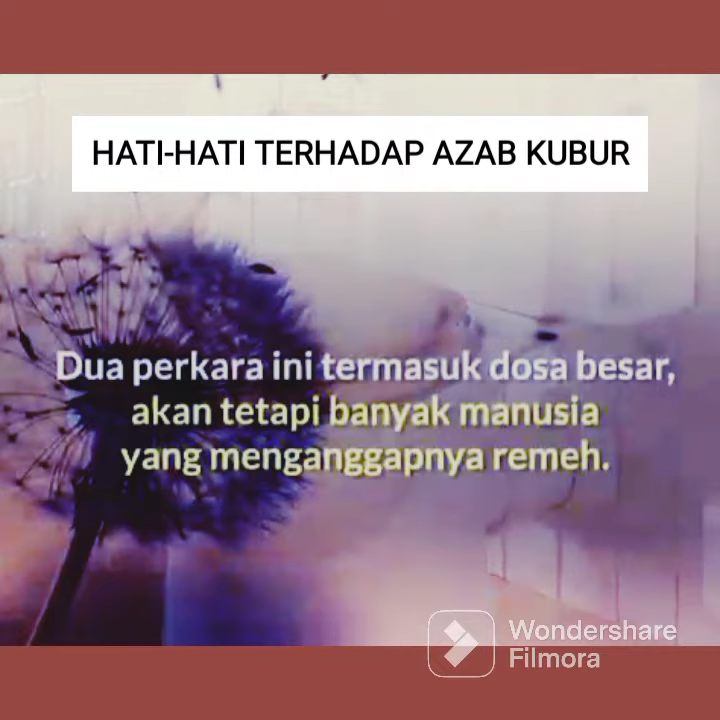 HATI-HATI TERHADAP AZAB KUBUR
Dua perkara ini termasuk dosa besar,
akan tetapi banyak manusia
yang menganggapnya remeh.
Wondershare
Filmora